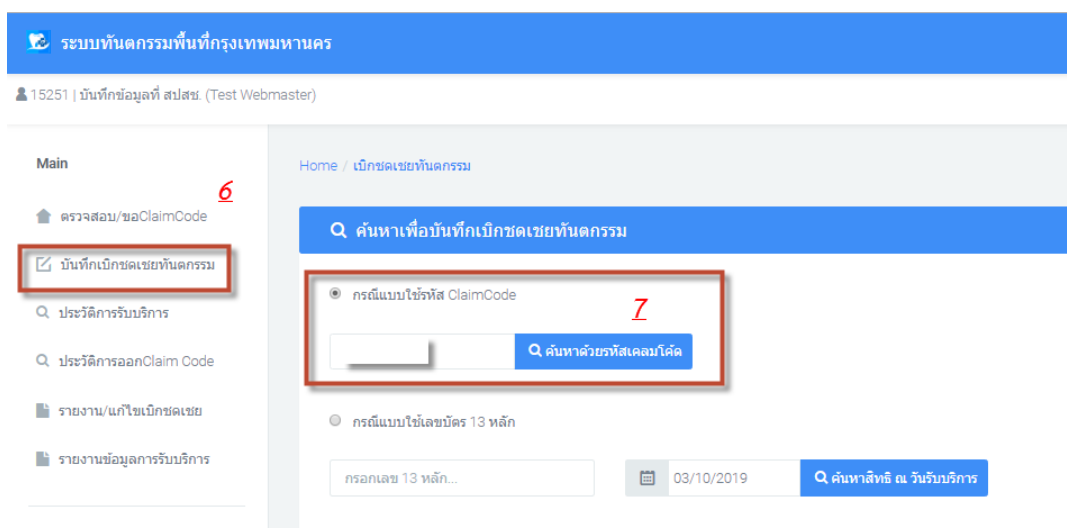 ระบบทันตกรรมพื้นที่กรุงเทพมหานคร
15251 | บันทึกข้อมูลที่ สปสช. (Test Webmaster)
Main
6
ตรวจสอบ/ขอClaimCode
บันทึกเบิกชดเชยทันตกรรม
ประวัติการรับบริการ
ประวัติการออกClaim Code
รายงาน/แก้ไขเบิกชดเชย
รายงานข้อมูลการรับบริการ
Home / เบิกชดเชยทันตกรรม
ค้นหาเพื่อบันทึกเบิกชดเชยทันตกรรม
กรณีแบบใช้รหัส ClaimCode
7
ค้นหาด้วยรหัสเคลมโค้ด
กรณีแบบใช้เลขบัตร 13 หลัก
กรอกเลข 13 หลัก... 03/10/2019 ค้นหาสิทธิ ณ วันรับบริการ